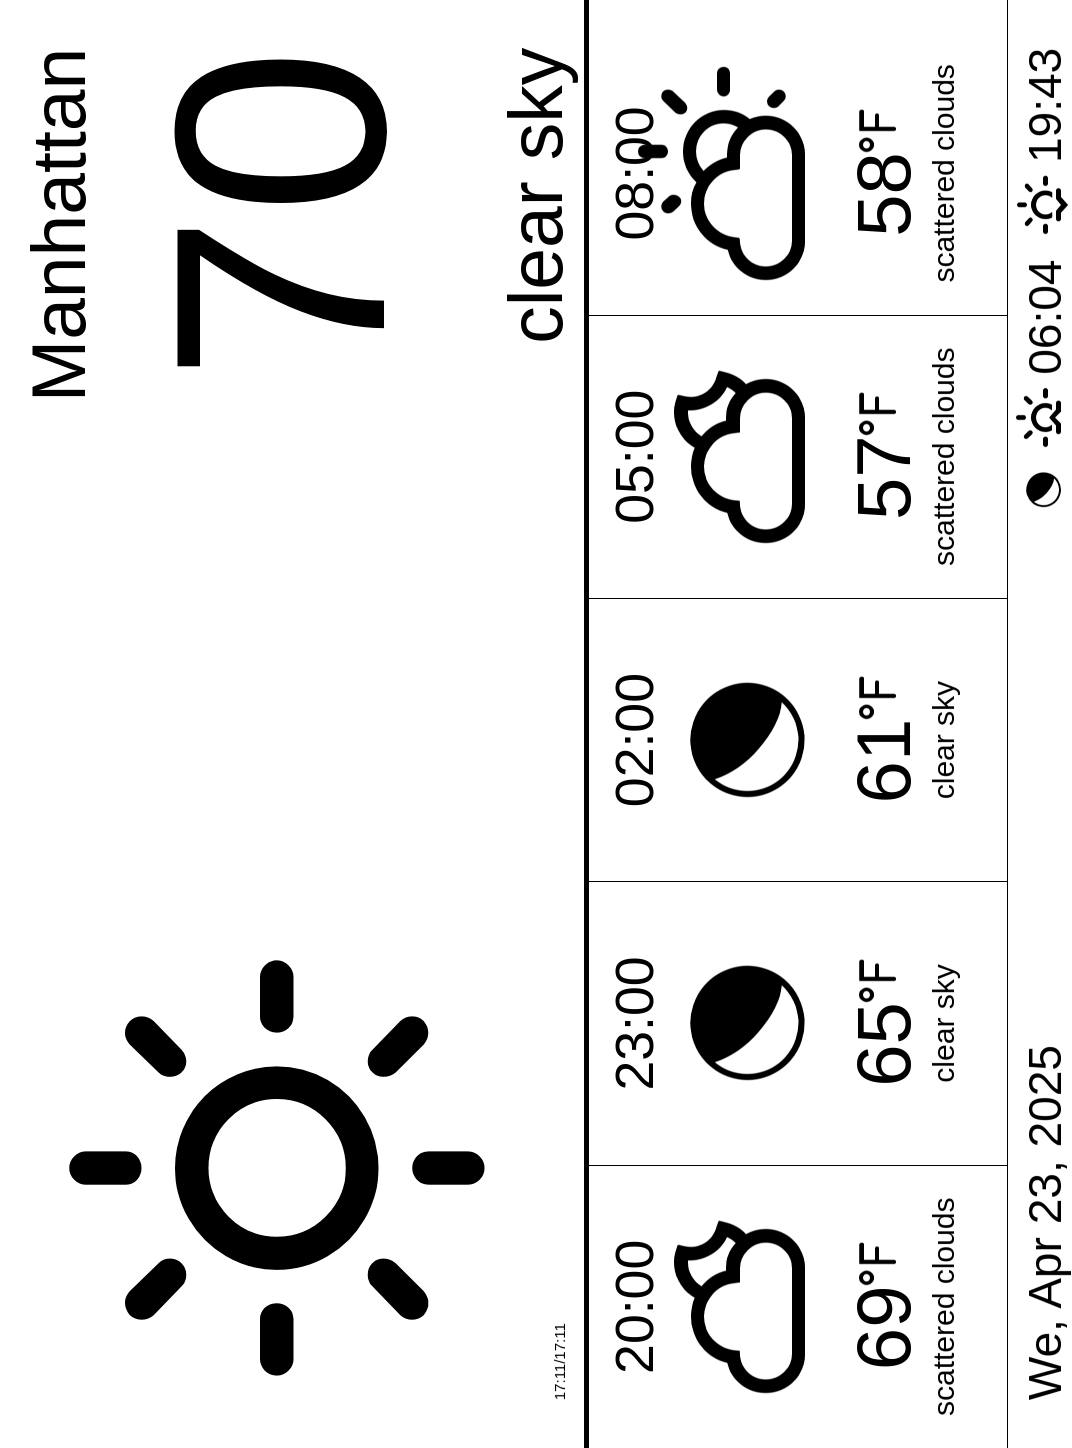 Manhattan
70
clear sky
17:11/17:11
20:00
69°F
scattered clouds
23:00
65°F
clear sky
02:00
61°F
clear sky
05:00
57°F
scattered clouds
08:00
58°F
scattered clouds
We, Apr 23, 2025
06:04
19:43